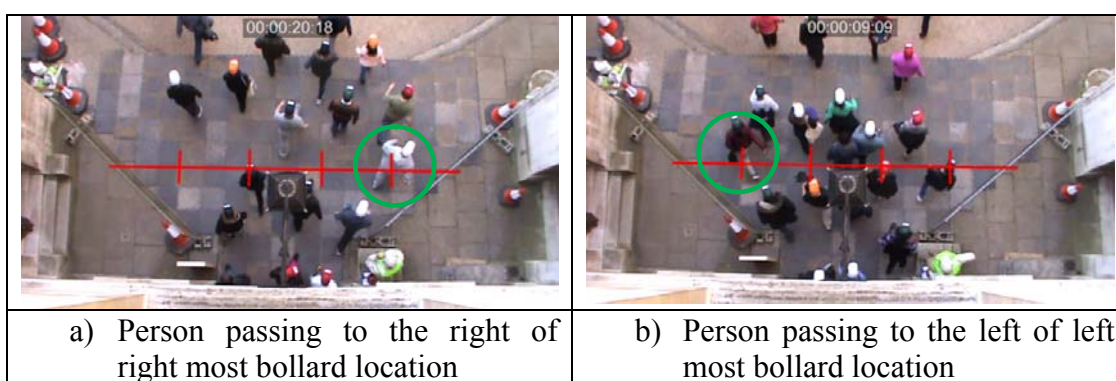 00:00:20:18
00:00:09:09
a) Person passing to the right of
right most bollard location
b) Person passing to the left of left
most bollard location